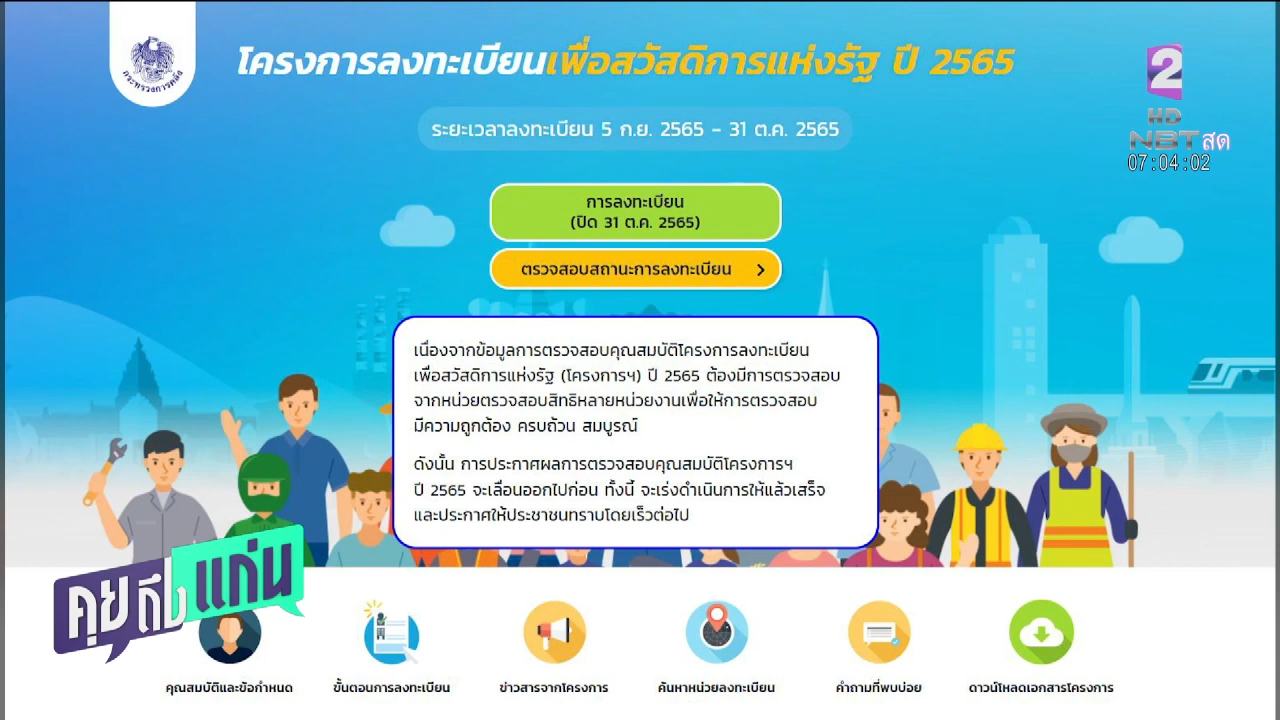 กระทรวงการคลัง
โครงการลงทะเบียนเพื่อสวัสดิการแห่งรัฐ ปี 2565
2
HD
NBT สด
07:04:02
ระยะเวลาลงทะเบียน 5 ก.ย. 2565 - 31 ต.ค. 2565
การลงทะเบียน
(ปิด 31 ต.ค. 2565)
ตรวจสอบสถานะการลงทะเบียน
เนื่องจากข้อมูลการตรวจสอบคุณสมบัติโครงการลงทะเบียน
เพื่อสวัสดิการแห่งรัฐ (โครงการฯ) ปี 2565 ต้องมีการตรวจสอบ
จากหน่วยตรวจสอบสิทธิหลายหน่วยงานเพื่อให้การตรวจสอบ
มีความถูกต้อง ครบถ้วน สมบูรณ์
ดังนั้น การประกาศผลการตรวจสอบคุณสมบัติโครงการฯ
ปี 2565 จะเลื่อนออกไปก่อน ทั้งนี้ จะเร่งดำเนินการให้แล้วเสร็จ
และประกาศให้ประชาชนทราบโดยเร็วต่อไป
คุยถึงแก่น
คุณสมบัติและข้อกำหนด
ขั้นตอนการลงทะเบียน
ข่าวสารจากโครงการ
ค้นหาหน่วยลงทะเบียน
คำถามที่พบบ่อย
ดาวน์โหลดเอกสารโครงการ